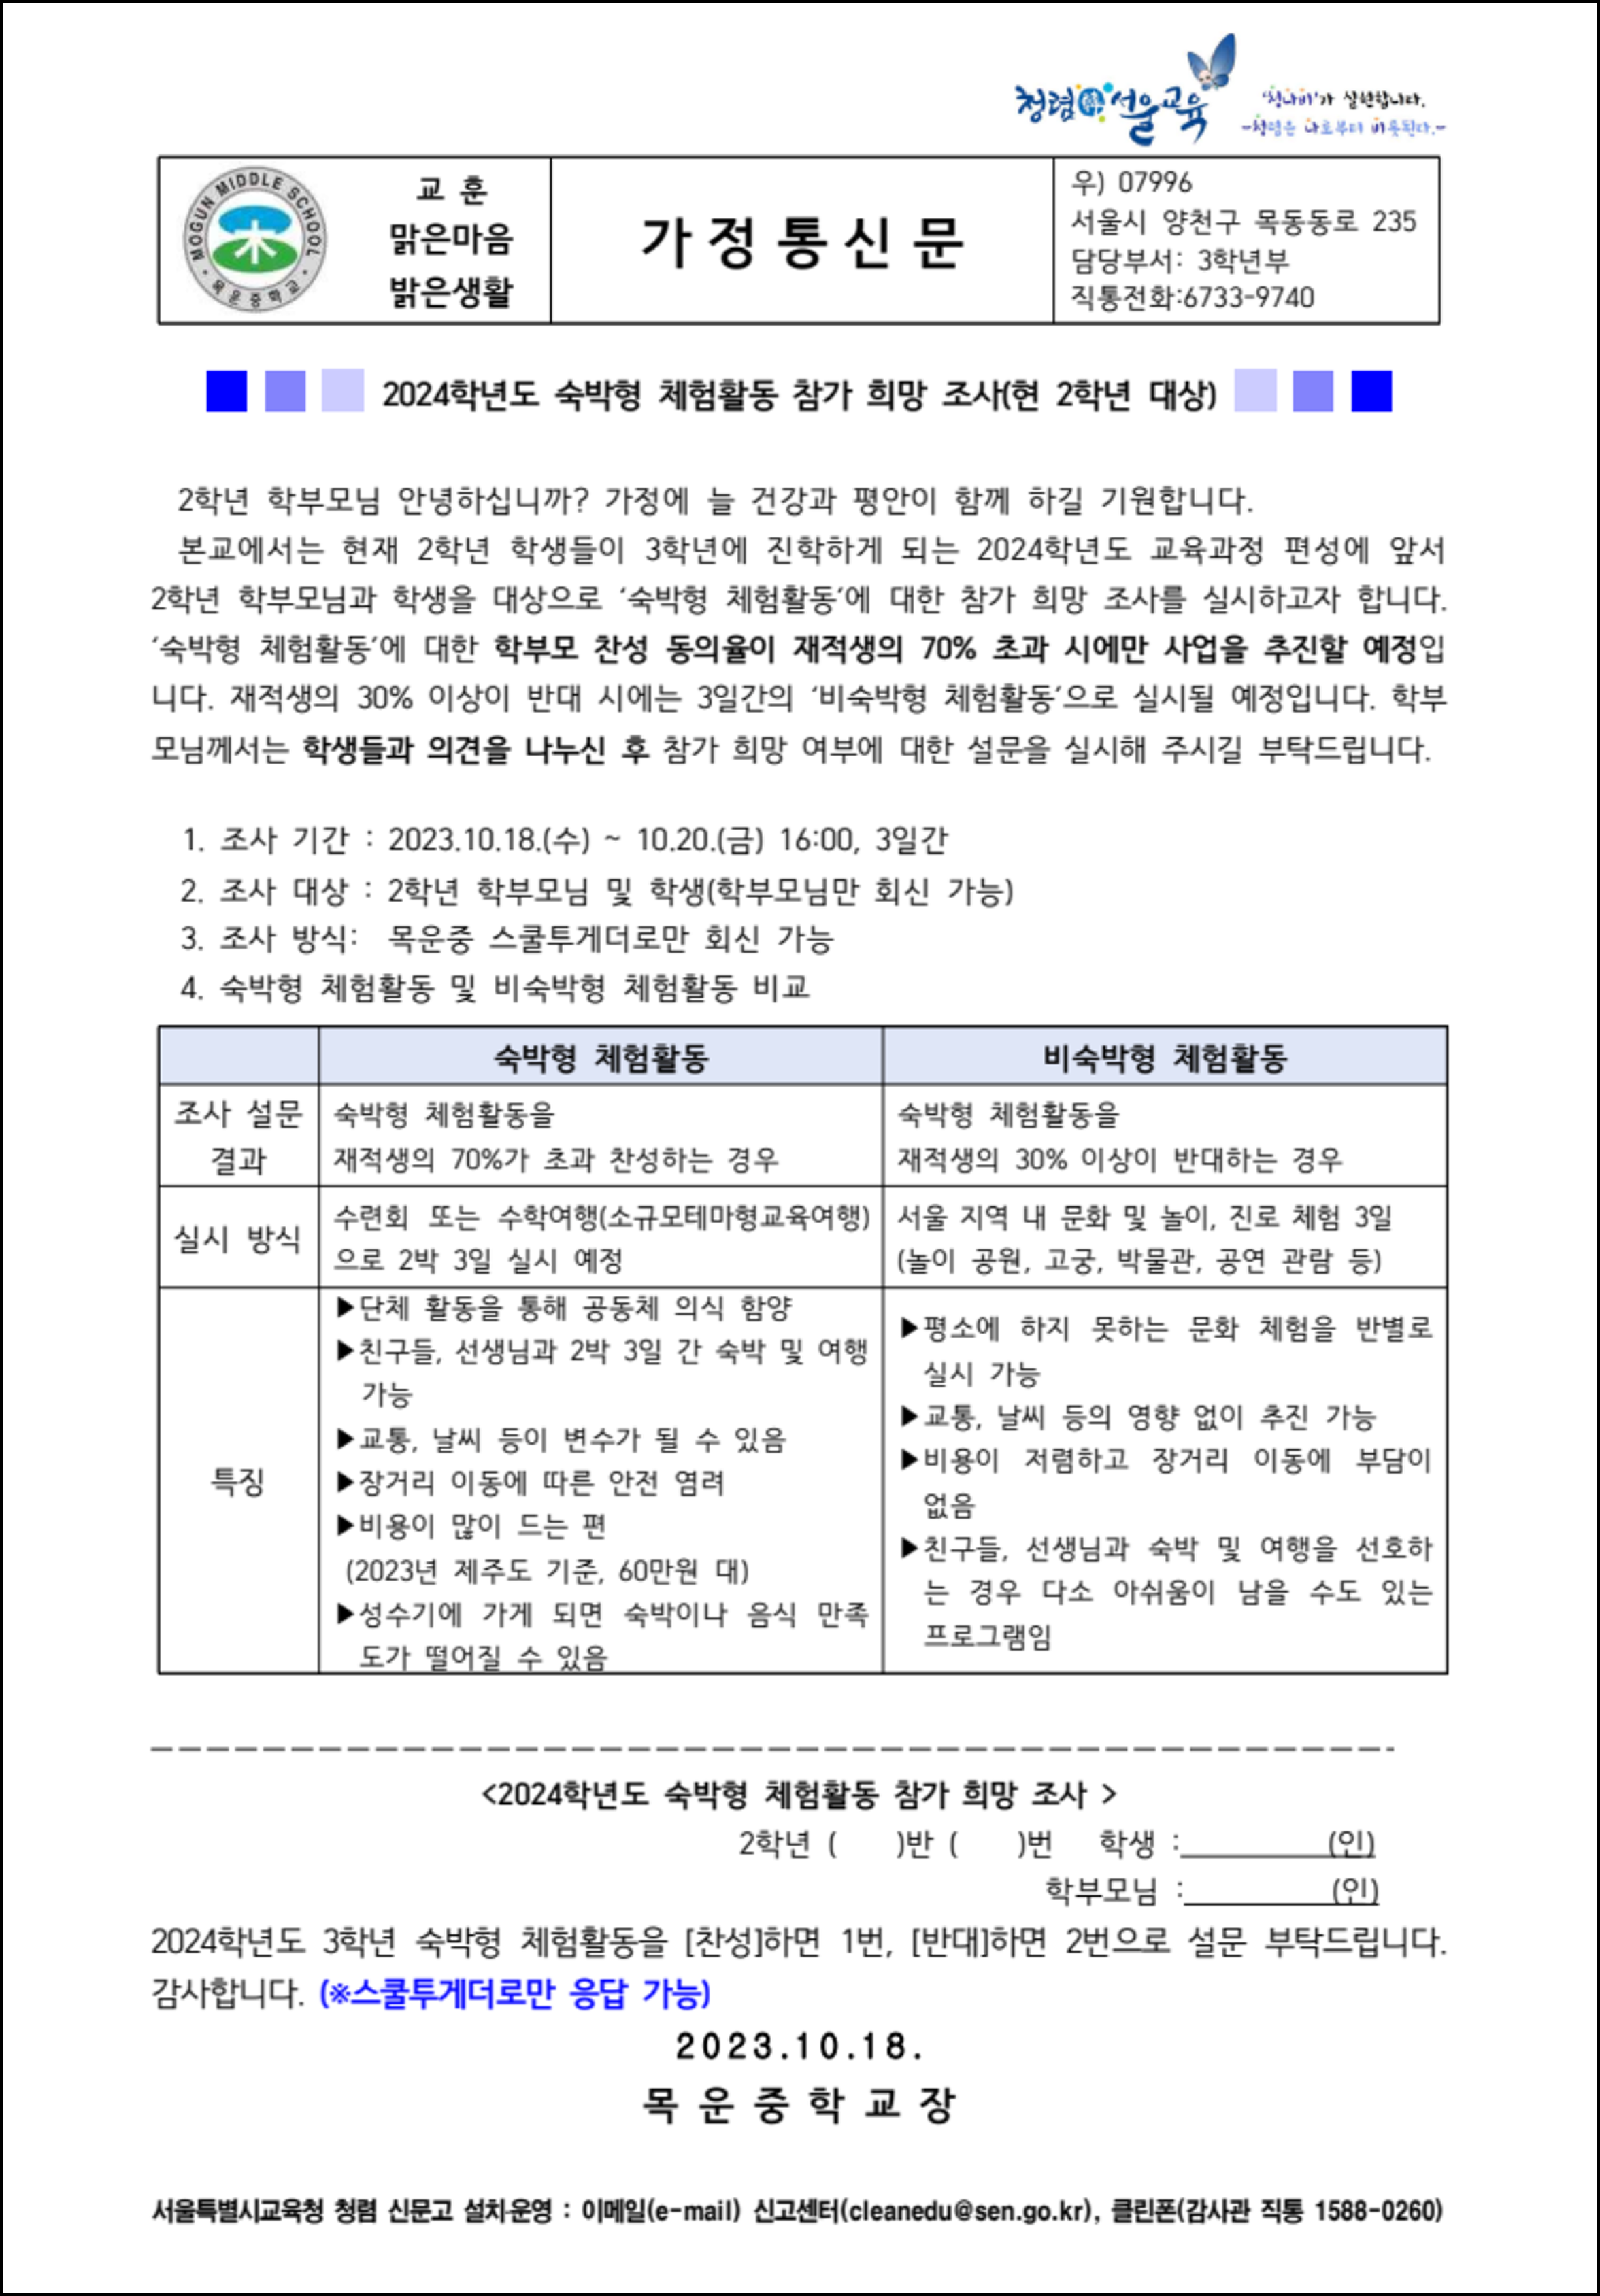 청렴한 서울교육
'청나비'가 실현합니다.
-청렴은 나로부터 비롯된다.-
MOGUN MIDDLE SCHOOL
목운중학교
교 훈
맑은마음
밝은생활
가정통신문
우) 07996
서울시 양천구 목동동로 235
담당부서: 3학년부
직통전화:6733-9740
2024학년도 숙박형 체험활동 참가 희망 조사(현 2학년 대상)
2학년 학부모님 안녕하십니까? 가정에 늘 건강과 평안이 함께 하길 기원합니다.
본교에서는 현재 2학년 학생들이 3학년에 진학하게 되는 2024학년도 교육과정 편성에 앞서
2학년 학부모님과 학생을 대상으로 '숙박형 체험활동'에 대한 참가 희망 조사를 실시하고자 합니다.
'숙박형 체험활동'에 대한 학부모 찬성 동의율이 재적생의 70% 초과 시에만 사업을 추진할 예정입
니다. 재적생의 30% 이상이 반대 시에는 3일간의 '비숙박형 체험활동'으로 실시될 예정입니다. 학부
모님께서는 학생들과 의견을 나누신 후 참가 희망 여부에 대한 설문을 실시해 주시길 부탁드립니다.
1. 조사 기간 : 2023.10.18.(수) ~ 10.20.(금) 16:00, 3일간
2. 조사 대상 : 2학년 학부모님 및 학생(학부모님만 회신 가능)
3. 조사 방식: 목운중 스쿨투게더로만 회신 가능
4. 숙박형 체험활동 및 비숙박형 체험활동 비교
숙박형 체험활동
비숙박형 체험활동
조사 설문
결과
숙박형 체험활동을
재적생의 70%가 초과 찬성하는 경우
숙박형 체험활동을
재적생의 30% 이상이 반대하는 경우
실시 방식
수련회 또는 수학여행(소규모테마형교육여행)
으로 2박 3일 실시 예정
서울 지역 내 문화 및 놀이, 진로 체험 3일
(놀이 공원, 고궁, 박물관, 공연 관람 등)
특징
▶단체 활동을 통해 공동체 의식 함양
▶친구들, 선생님과 2박 3일 간 숙박 및 여행
가능
▶교통, 날씨 등이 변수가 될 수 있음
▶장거리 이동에 따른 안전 염려
▶비용이 많이 드는 편
(2023년 제주도 기준, 60만원 대)
▶성수기에 가게 되면 숙박이나 음식 만족
도가 떨어질 수 있음
▶평소에 하지 못하는 문화 체험을 반별로
실시 가능
▶교통, 날씨 등의 영향 없이 추진 가능
▶비용이 저렴하고 장거리 이동에 부담이
없음
▶친구들, 선생님과 숙박 및 여행을 선호하
는 경우 다소 아쉬움이 남을 수도 있는
프로그램임
<2024학년도 숙박형 체험활동 참가 희망 조사 >
2학년 ( )반 ( )번 학생 :__________(인)
학부모님 :__________(인)
2024학년도 3학년 숙박형 체험활동을 [찬성]하면 1번, [반대]하면 2번으로 설문 부탁드립니다.
감사합니다. (※스쿨투게더로만 응답 가능)
2023.10.18.
목 운 중 학 교 장
서울특별시교육청 청렴 신문고 설치·운영 : 이메일(e-mail) 신고센터(cleanedu@sen.go.kr), 클린폰(감사관 직통 1588-0260)